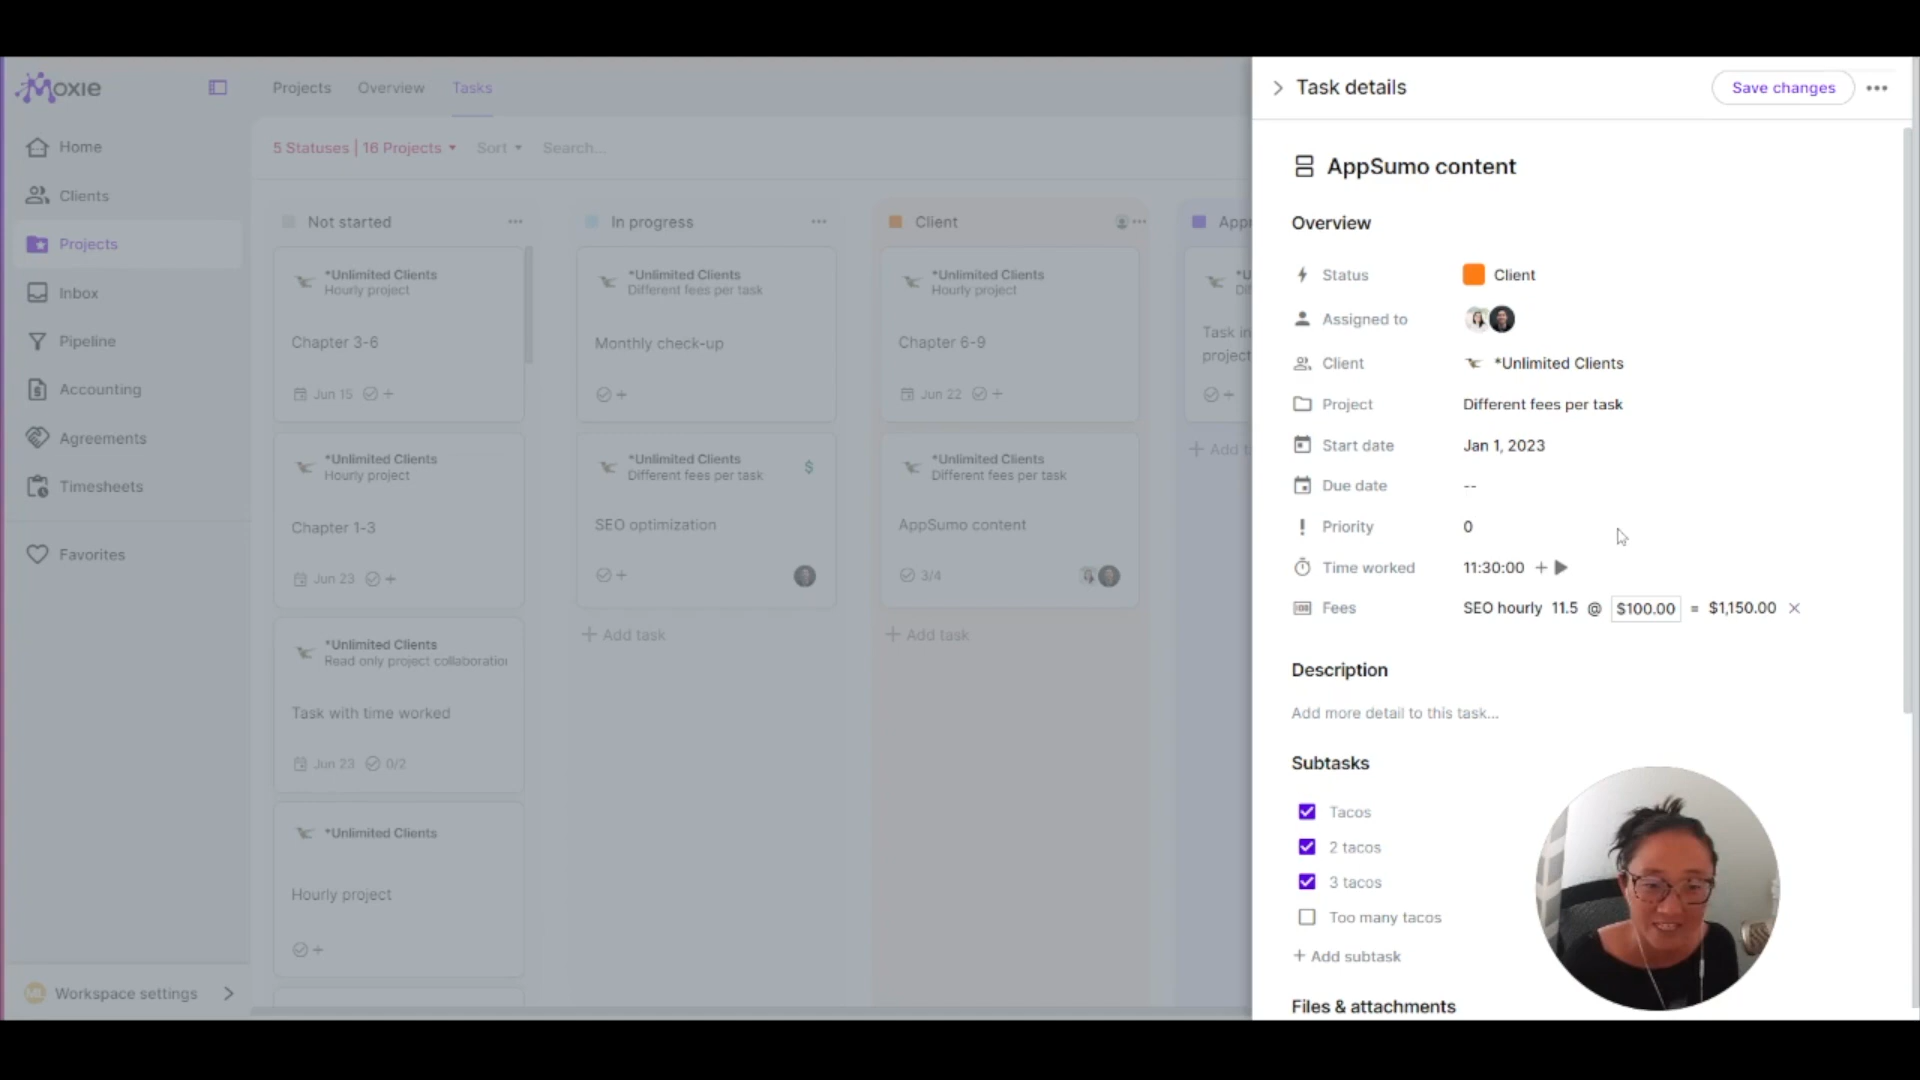 Moxie
Projects Overview Tasks
Task details
Save changes
Home
Clients
Projects
Inbox
Pipeline
Accounting
Agreements
Timesheets
Favorites
ML Workspace settings
5 Statuses | 16 Projects Sort Search...
Not started
*Unlimited Clients
Hourly project
Chapter 3-6
Jun 15 +
*Unlimited Clients
Hourly project
Chapter 1-3
Jun 23 +
*Unlimited Clients
Read only project collaboration
Task with time worked
Jun 23 0/2
*Unlimited Clients
Hourly project
+
In progress
*Unlimited Clients
Different fees per task
Monthly check-up
+
*Unlimited Clients
Different fees per task
$
SEO optimization
+
+ Add task
Client
*Unlimited Clients
Hourly project
Chapter 6-9
Jun 22 +
*Unlimited Clients
Different fees per task
AppSumo content
3/4
+ Add task
Appr
*U
Dif
Task in
project
+
+ Add t
AppSumo content
Overview
Status Client
Assigned to
Client *Unlimited Clients
Project Different fees per task
Start date Jan 1, 2023
Due date --
Priority 0
Time worked 11:30:00 +
Fees SEO hourly 11.5 @ $100.00 = $1,150.00 ×
Description
Add more detail to this task...
Subtasks
Tacos
2 tacos
3 tacos
Too many tacos
+ Add subtask
Files & attachments